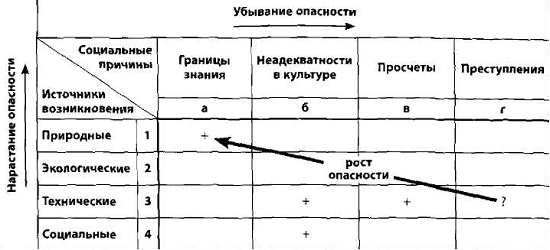 Убывание опасности
Нарастание опасности
Социальные причины
Источники возникновения
Границы знания
Неадекватности в культуре
Просчеты
Преступления
а
б
в
г
Природные 1 +
Экологические 2
рост опасности
Технические 3 + + ?
Социальные 4 +